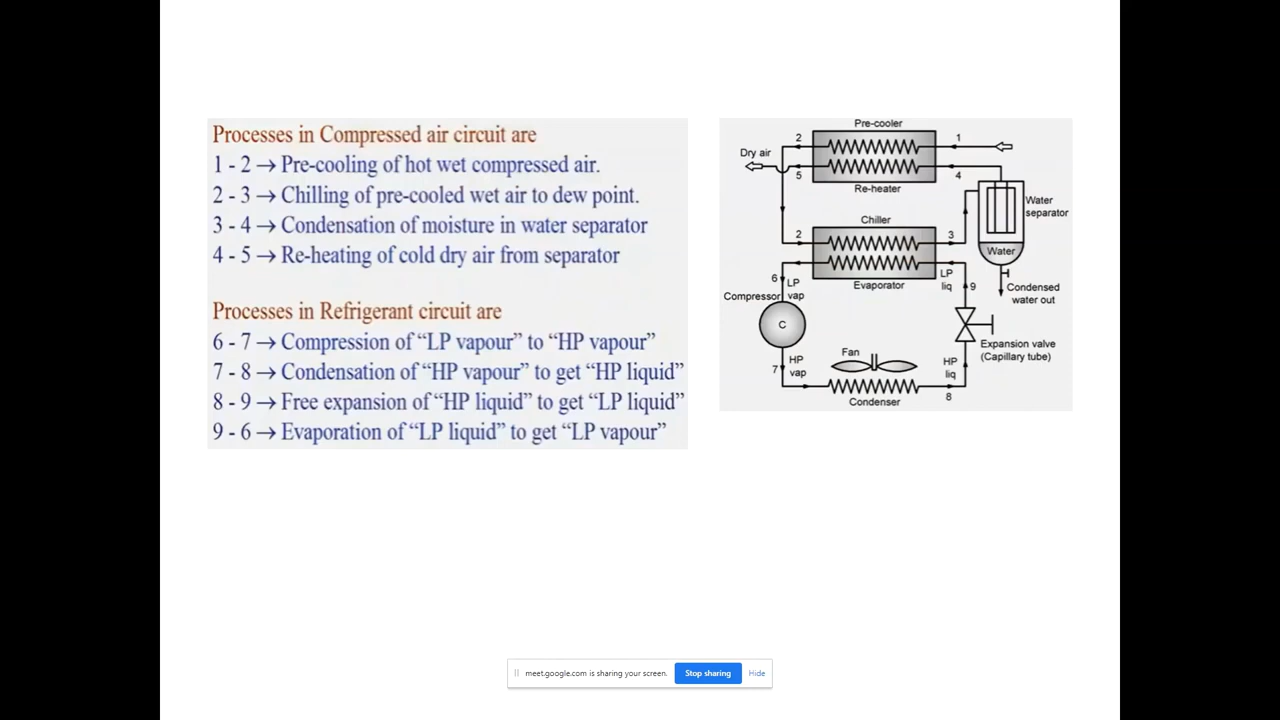 Processes in Compressed air circuit are
1 - 2 → Pre-cooling of hot wet compressed air.
2 - 3 → Chilling of pre-cooled wet air to dew point.
3 - 4 → Condensation of moisture in water separator
4 - 5 → Re-heating of cold dry air from separator
Processes in Refrigerant circuit are
6 - 7 → Compression of “LP vapour” to “HP vapour”
7 - 8 → Condensation of “HP vapour” to get “HP liquid”
8 - 9 → Free expansion of “HP liquid” to get “LP liquid”
9 - 6 → Evaporation of “LP liquid” to get “LP vapour”
Pre-cooler
2
1
Dry air
5
4
Re-heater
Water
separator
Chiller
2
3
Water
Evaporator
6
LP
vap
LP
liq
9
Condensed
water out
Compressor
C
Expansion valve
(Capillary tube)
Fan
7
HP
vap
HP
liq
8
Condenser
meet.google.com is sharing your screen.
Stop sharing
Hide